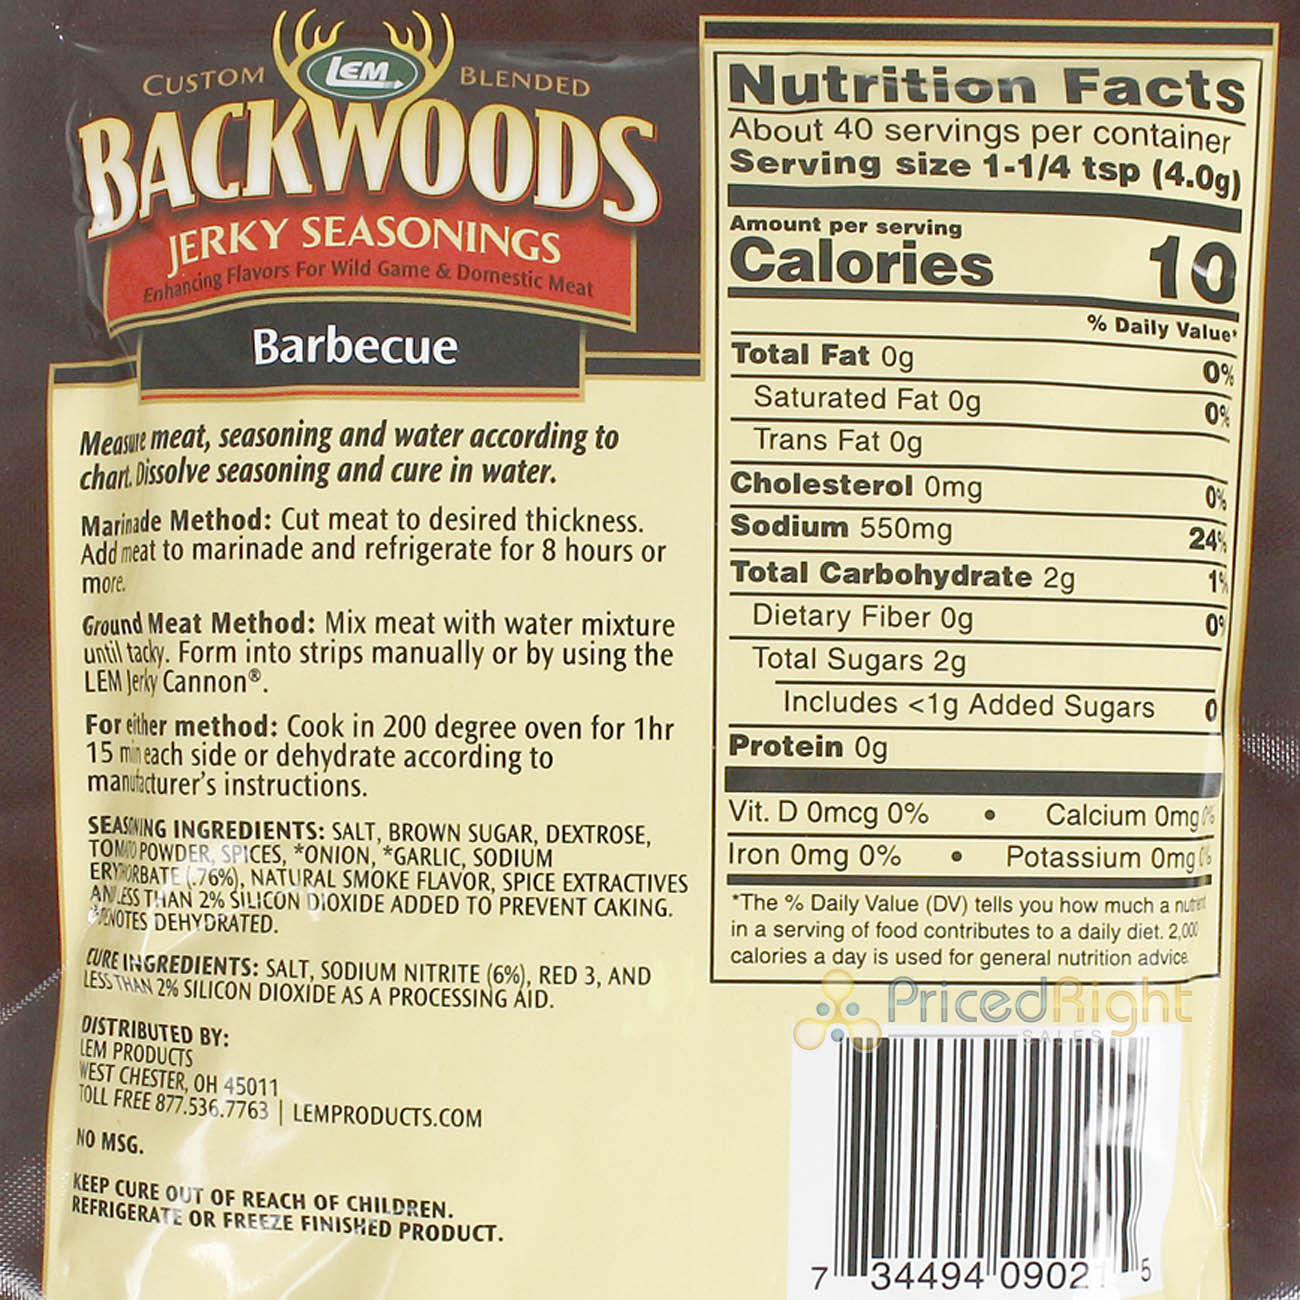 CUSTOM LEM BLENDED
BACKWOODS
JERKY SEASONINGS
Enhancing Flavors For Wild Game & Domestic Meat
Barbecue
Measure meat, seasoning and water according to
chart. Dissolve seasoning and cure in water.
Marinade Method: Cut meat to desired thickness.
Add meat to marinade and refrigerate for 8 hours or
more.
Ground Meat Method: Mix meat with water mixture
until tacky. Form into strips manually or by using the
LEM Jerky Cannon®.
For either method: Cook in 200 degree oven for 1hr
15 min each side or dehydrate according to
manufacturer's instructions.
SEASONING INGREDIENTS: SALT, BROWN SUGAR, DEXTROSE,
TOMATO POWDER, SPICES, *ONION, *GARLIC, SODIUM
ERYTHORBATE (.76%), NATURAL SMOKE FLAVOR, SPICE EXTRACTIVES
AND LESS THAN 2% SILICON DIOXIDE ADDED TO PREVENT CAKING.
*DENOTES DEHYDRATED.
CURE INGREDIENTS: SALT, SODIUM NITRITE (6%), RED 3, AND
LESS THAN 2% SILICON DIOXIDE AS A PROCESSING AID.
DISTRIBUTED BY:
LEM PRODUCTS
WEST CHESTER, OH 45011
TOLL FREE 877.536.7763 | LEMPRODUCTS.COM
NO MSG.
KEEP CURE OUT OF REACH OF CHILDREN.
REFRIGERATE OR FREEZE FINISHED PRODUCT.
Nutrition Facts
About 40 servings per container
Serving size 1-1/4 tsp (4.0g)
Amount per serving
Calories 10
% Daily Value*
Total Fat 0g 0%
Saturated Fat 0g 0%
Trans Fat 0g
Cholesterol 0mg 0%
Sodium 550mg 24%
Total Carbohydrate 2g 1%
Dietary Fiber 0g 0%
Total Sugars 2g
Includes <1g Added Sugars 0
Protein 0g
Vit. D 0mcg 0% • Calcium 0mg 0%
Iron 0mg 0% • Potassium 0mg 0%
*The % Daily Value (DV) tells you how much a nutrient
in a serving of food contributes to a daily diet. 2,000
calories a day is used for general nutrition advice.
PricedRight
SALES
7 34494 09021 5